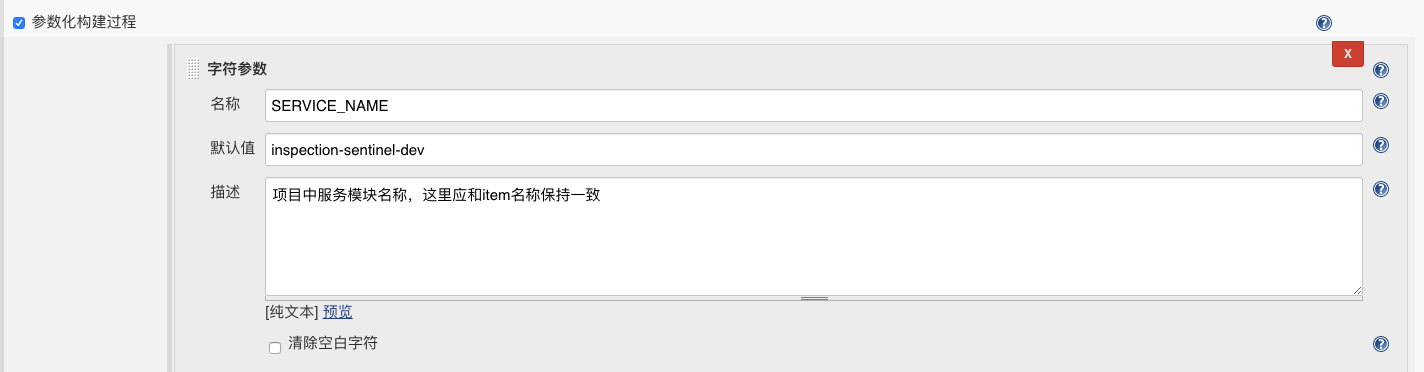 参数化构建过程
X
字符参数
名称
SERVICE_NAME
默认值
inspection-sentinel-dev
描述
项目中服务模块名称，这里应和item名称保持一致
[纯文本] 预览
清除空白字符